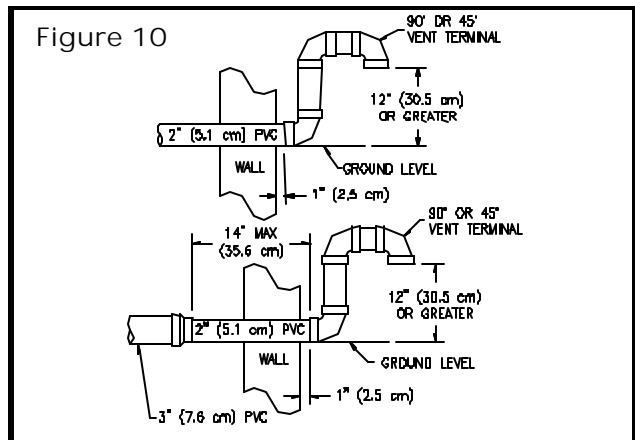 Figure 10
90' OR 45'
VENT TERMINAL
12" (30.5 cm)
OR GREATER
2" (5.1 cm) PVC
WALL
GROUND LEVEL
1" (2.5 cm)
14" MAX
(35.6 cm)
90° OR 45°
VENT TERMINAL
12" (30.5 cm)
OR GREATER
2" (5.1 cm) PVC
WALL
GROUND LEVEL
1" (2.5 cm)
3" (7.6 cm) PVC